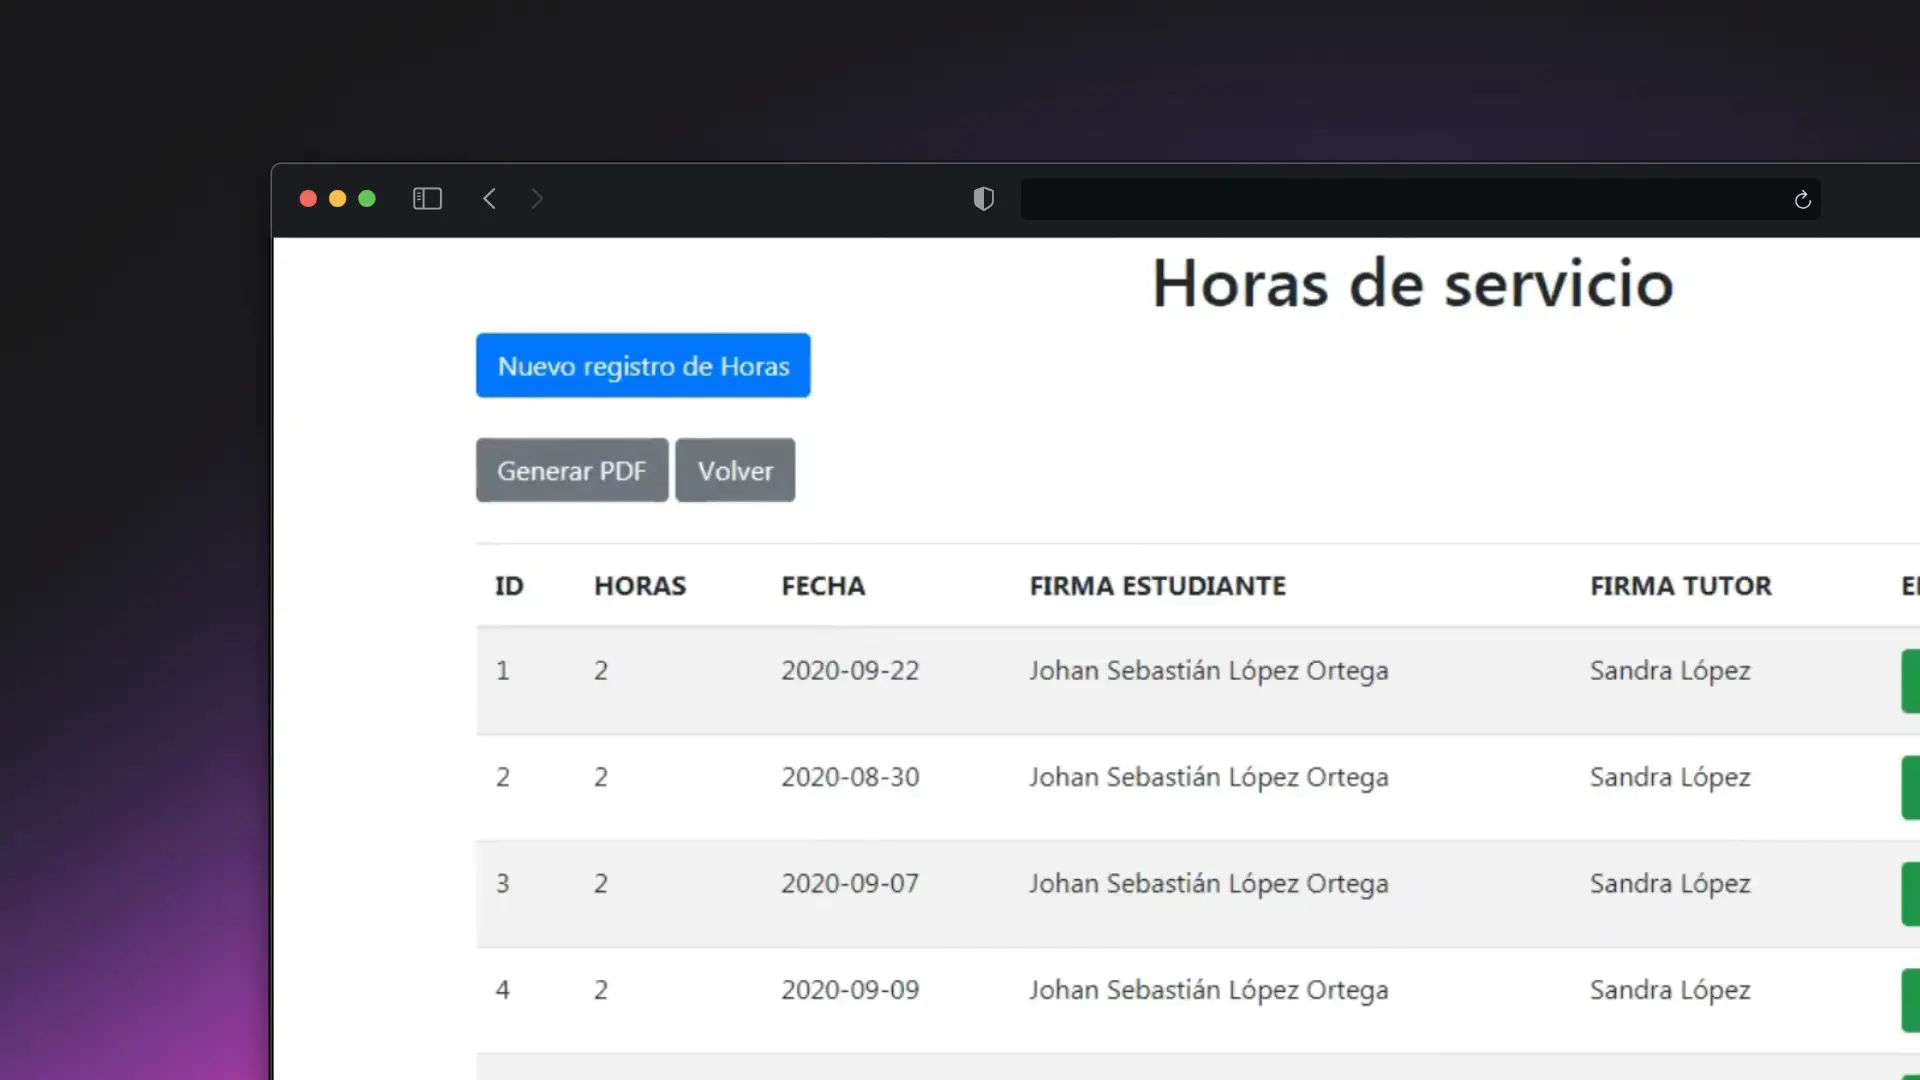 Horas de servicio
Nuevo registro de Horas
Generar PDF Volver
ID HORAS FECHA FIRMA ESTUDIANTE FIRMA TUTOR
1 2 2020-09-22 Johan Sebastián López Ortega Sandra López
2 2 2020-08-30 Johan Sebastián López Ortega Sandra López
3 2 2020-09-07 Johan Sebastián López Ortega Sandra López
4 2 2020-09-09 Johan Sebastián López Ortega Sandra López